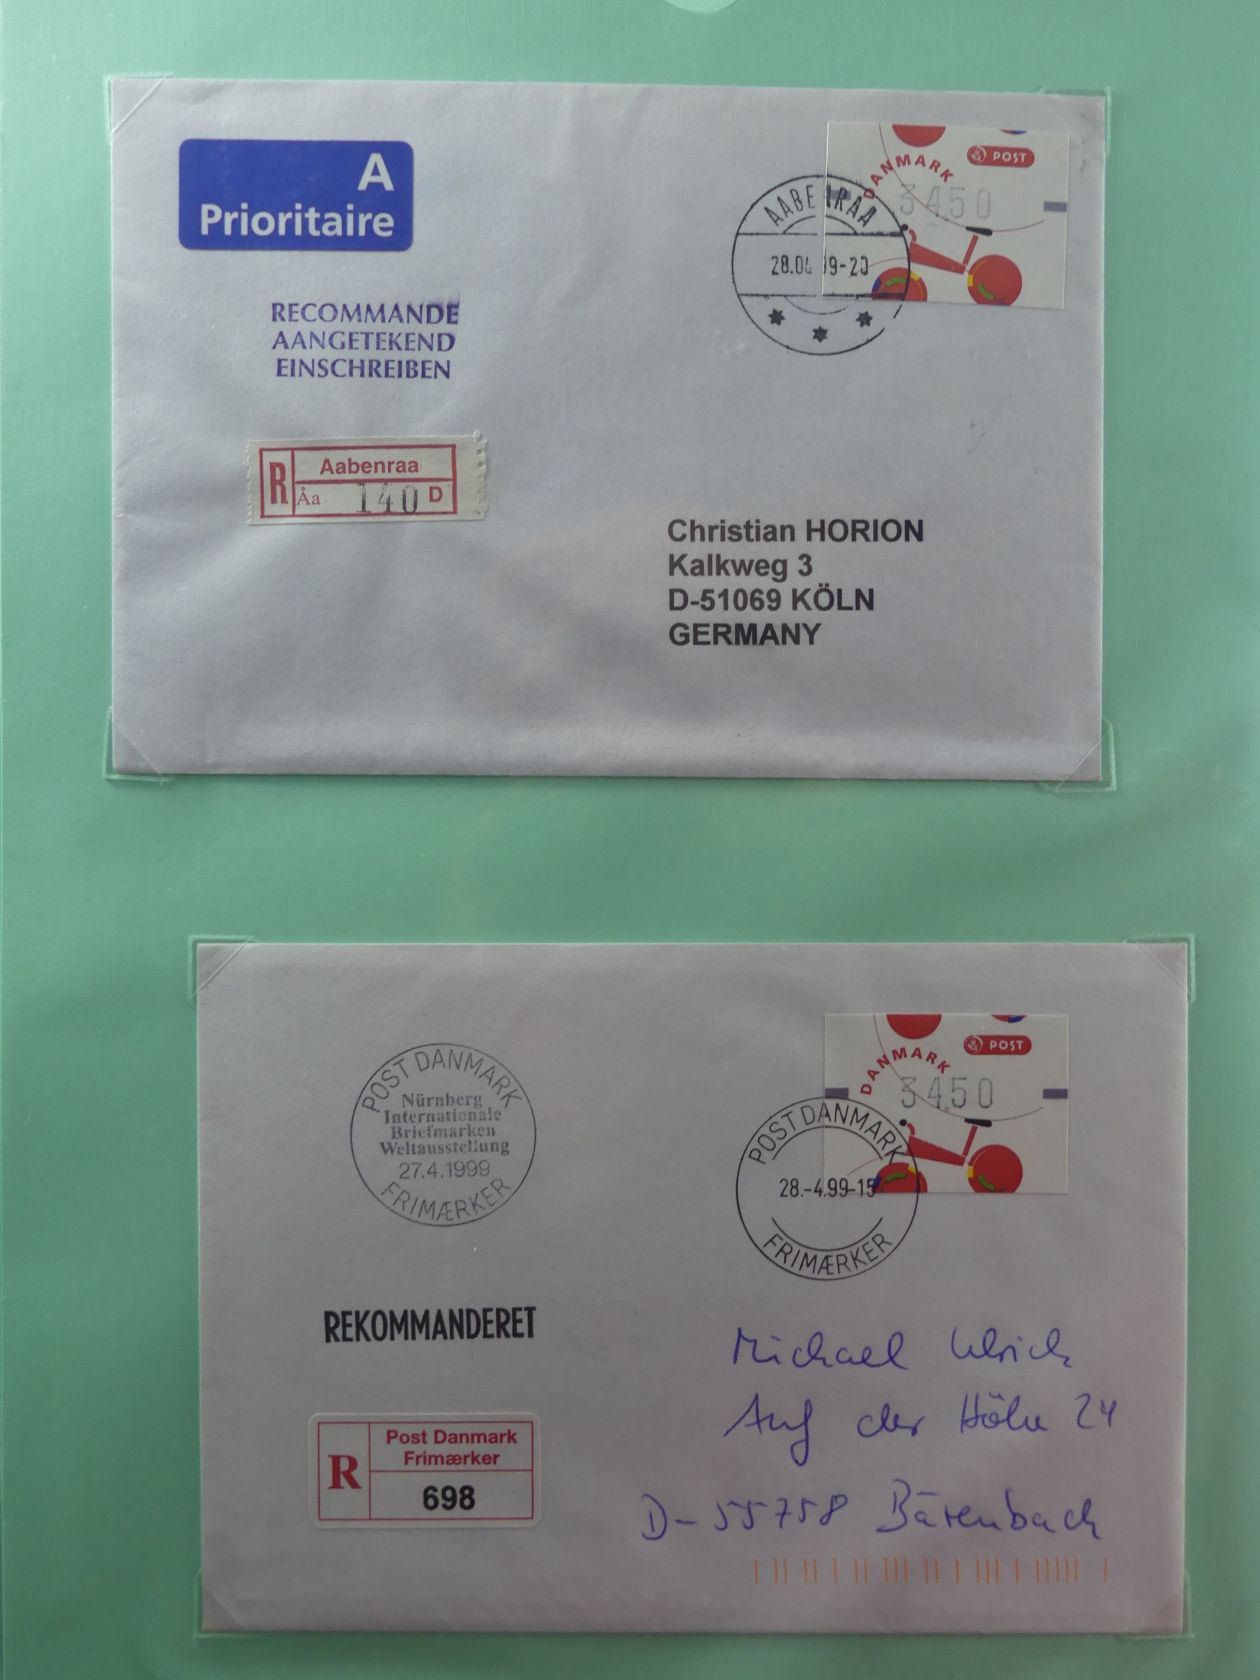 A
Prioritaire
RECOMMANDE
AANGETEKEND
EINSCHREIBEN
R Aabenraa
Åa 140 D
DANMARK
POST
3450
AABENRAA
28.04 99-20
Christian HORION
Kalkweg 3
D-51069 KÖLN
GERMANY
POST DANMARK
Nürnberg
Internationale
Briefmarken
Weltausstellung
27.4.1999
FRIMÆRKER
DANMARK
POST
3450
POST DANMARK
28.-4.99-15
FRIMÆRKER
REKOMMANDERET
R
Post Danmark
Frimærker
698
Michael Ulrich
Auf der Höhe 24
D-55758 Bärenbach